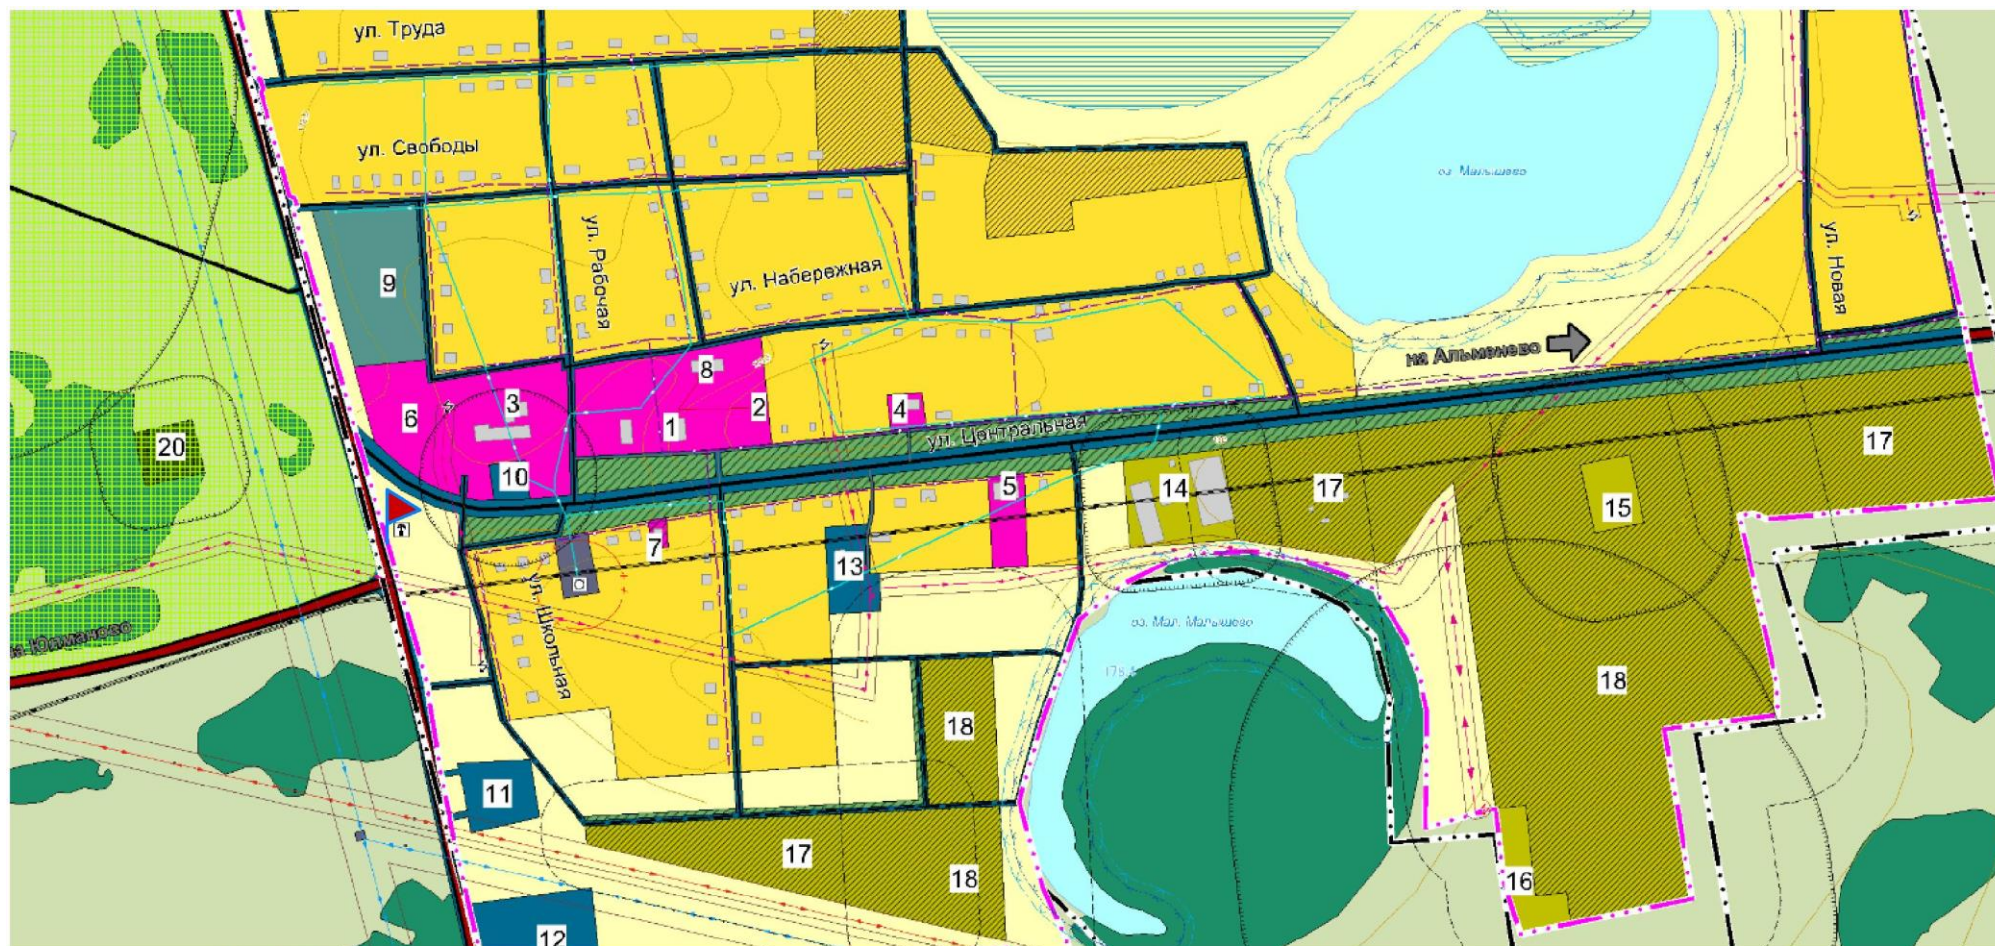 ул. Труда
ул. Свободы
оз. Малышево
ул. Рабочая
ул. Набережная
ул. Новая
9
на Альменево
8
6
3
2
4
1
ул. Центральная
20
17
10
5
14
17
15
7
13
ул. Школьная
на Юлманово
оз. Мал. Малышево
18
18
11
17
18
16
12